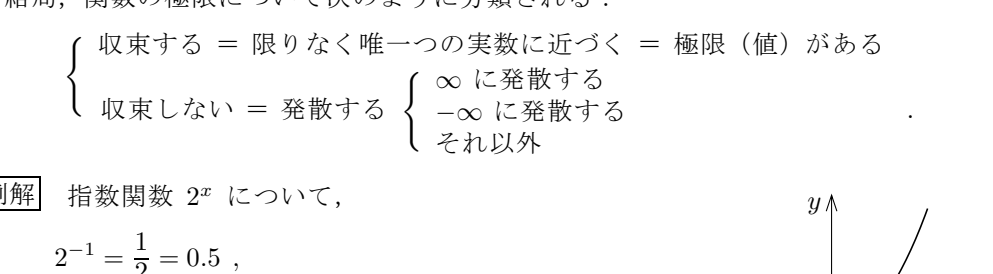 結局，関数の極限について次のように分類される．
収束する = 限りなく唯一つの実数に近づく = 極限（値）がある
収束しない = 発散する
∞ に発散する
−∞ に発散する
それ以外
.
例解 指数関数 2^x について，
y
2^{-1} = \frac{1}{2} = 0.5 ,